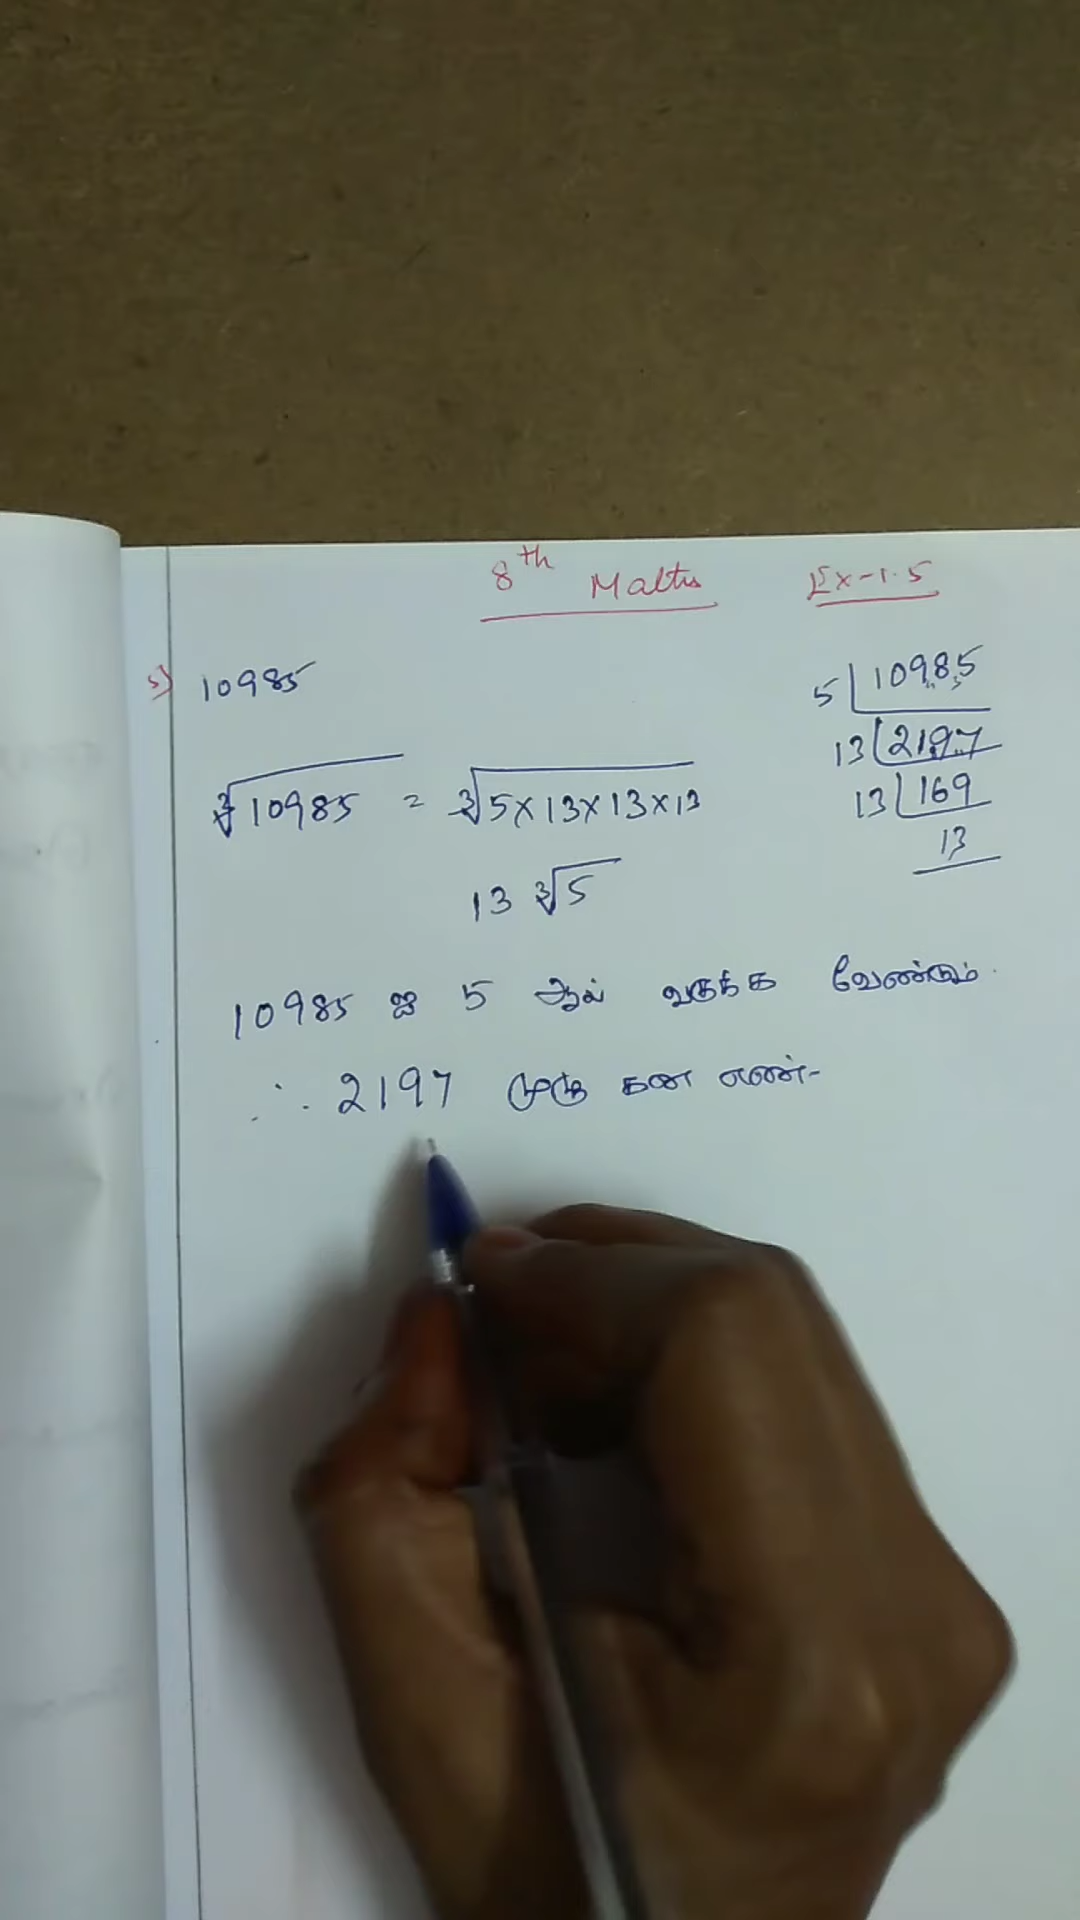 8th Maths Ex-1.5
5) 10985
∛10985 = ∛5×13×13×13
13 ∛5
5 | 10985
13 | 2197
13 | 169
13
10985 ஐ 5 ஆல் வகுக்க வேண்டும்.
∴ 2197 முழு கன எண்.